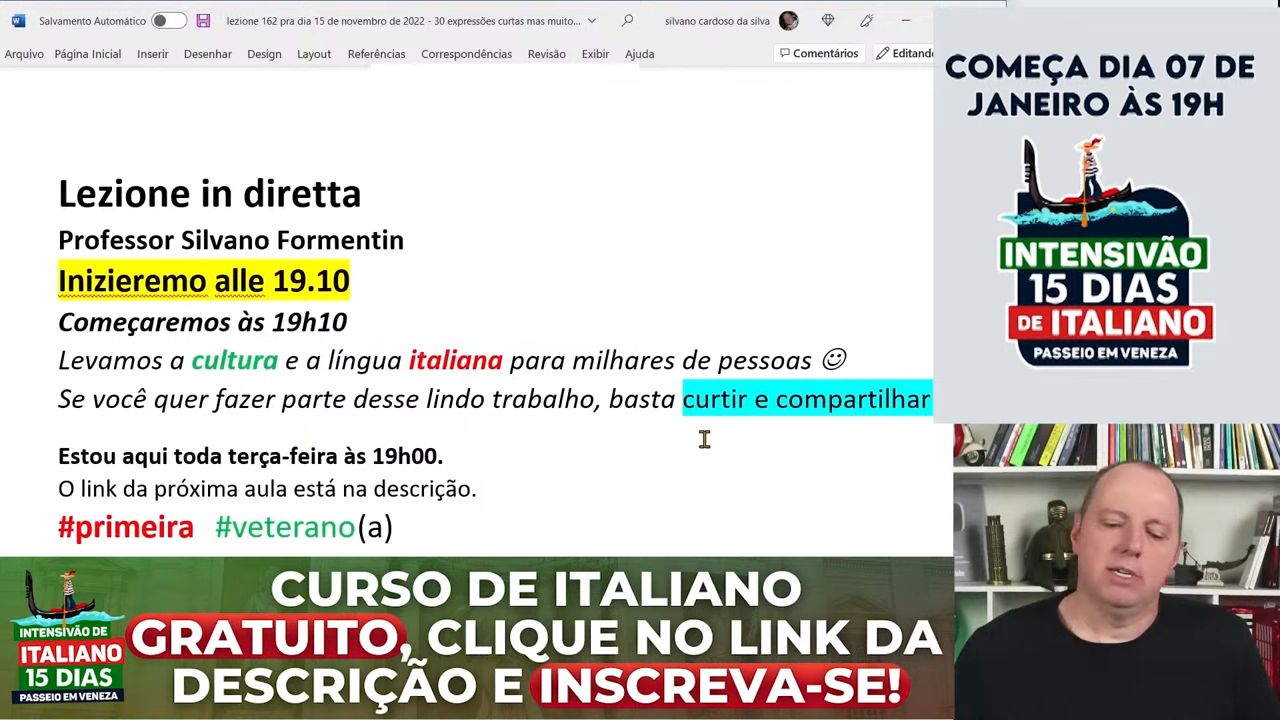 Salvamento Automático
lezione 162 pra dia 15 de novembro de 2022 - 30 expressões curtas mas muito...
silvano cardoso da silva
Arquivo Página Inicial Inserir Desenhar Design Layout Referências Correspondências Revisão Exibir Ajuda
Comentários
Editando
Lezione in diretta
Professor Silvano Formentin
Inizieremo alle 19.10
Começaremos às 19h10
Levamos a cultura e a língua italiana para milhares de pessoas ☺
Se você quer fazer parte desse lindo trabalho, basta curtir e compartilhar
Estou aqui toda terça-feira às 19h00.
O link da próxima aula está na descrição.
#primeira #veterano(a)
COMEÇA DIA 07 DE
JANEIRO ÀS 19H
INTENSIVÃO
15 DIAS
DE ITALIANO
PASSEIO EM VENEZA
INTENSIVÃO DE
ITALIANO
15 DIAS
PASSEIO EM VENEZA
CURSO DE ITALIANO
GRATUITO, CLIQUE NO LINK DA
DESCRIÇÃO E INSCREVA-SE!